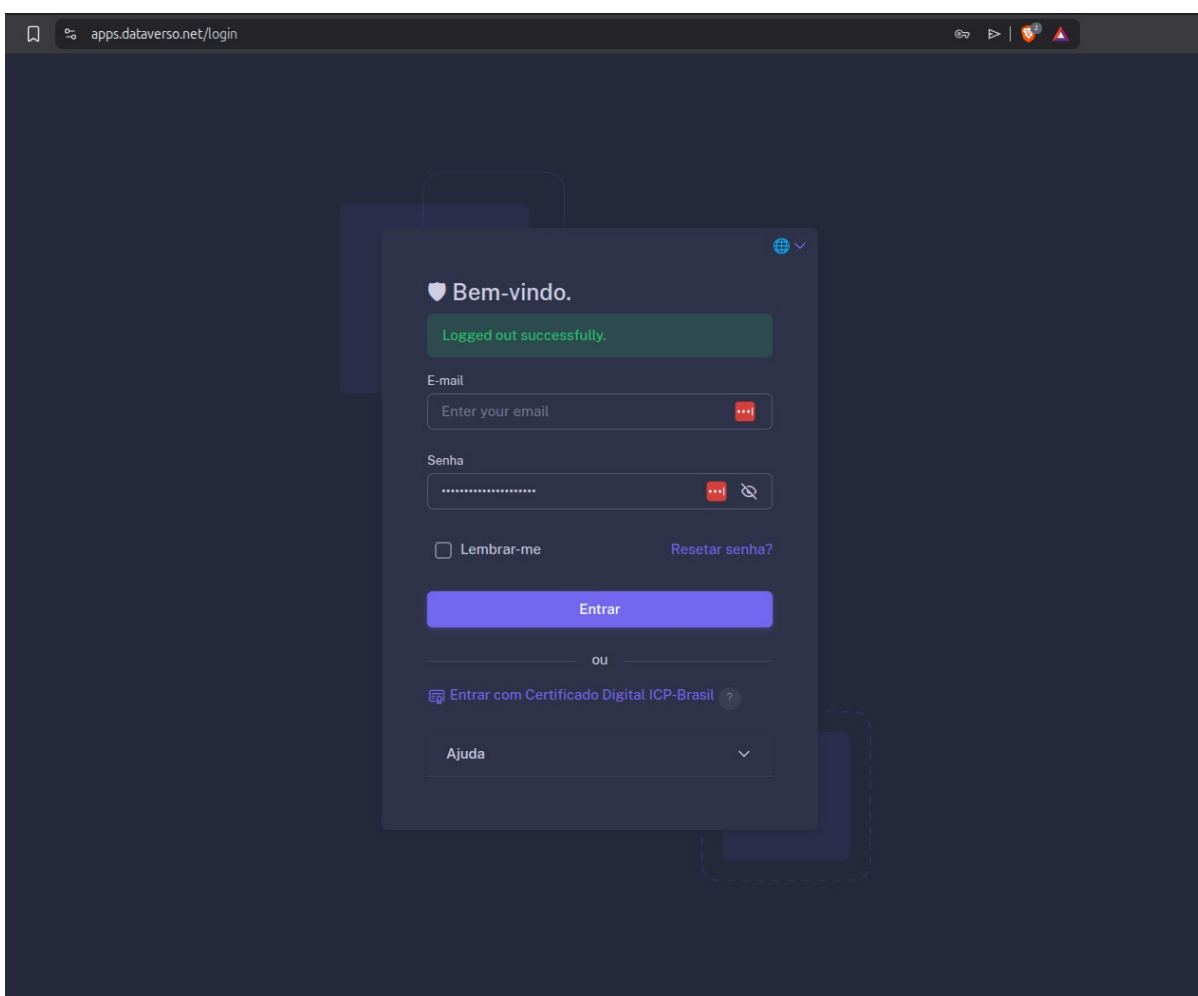 apps.dataverso.net/login
2
Bem-vindo.
Logged out successfully.
E-mail
Enter your email
Senha
Lembrar-me
Resetar senha?
Entrar
ou
Entrar com Certificado Digital ICP-Brasil ?
Ajuda